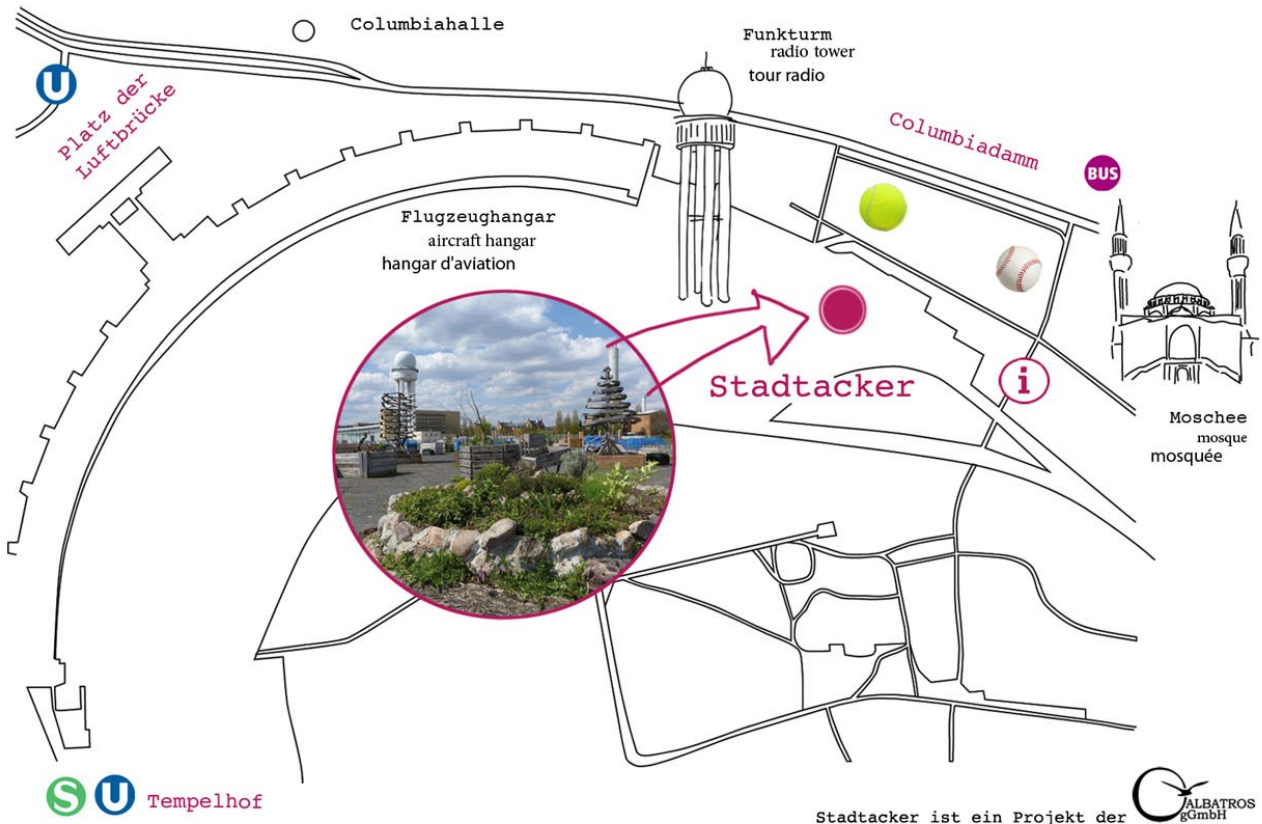 Columbiahalle
Funkturm
radio tower
tour radio
U
Platz der
Luftbrücke
Columbiadamm
BUS
Flugzeughangar
aircraft hangar
hangar d'aviation
Stadtacker
i
Moschee
mosque
mosquée
S U Tempelhof
Stadtacker ist ein Projekt der
ALBATROS
gGmbH